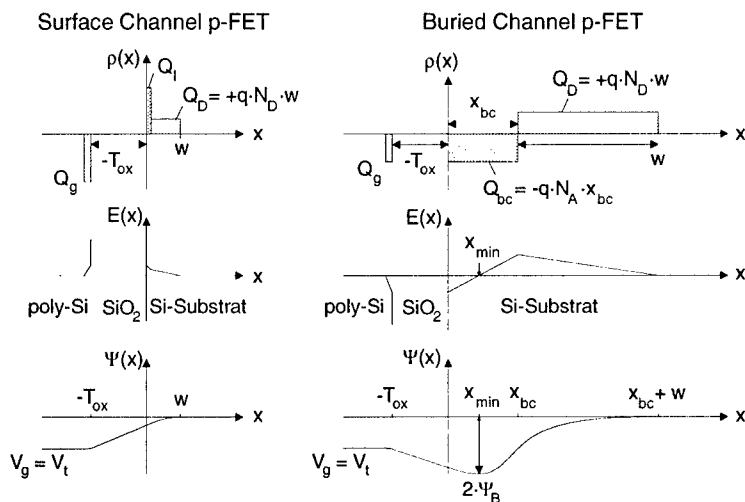 Surface Channel p-FET
ρ(x)
Q_I
Q_D = +q·N_D·w
x
-T_ox
w
Q_g
E(x)
x
poly-Si
SiO₂
Si-Substrat
Ψ(x)
-T_ox
w
x
V_g = V_t
Buried Channel p-FET
ρ(x)
x_bc
Q_D = +q·N_D·w
x
-T_ox
w
Q_g
Q_bc = -q·N_A·x_bc
E(x)
x_min
x
poly-Si
SiO₂
Si-Substrat
Ψ(x)
-T_ox
x_min
x_bc
x_bc + w
x
V_g = V_t
2·Ψ_B